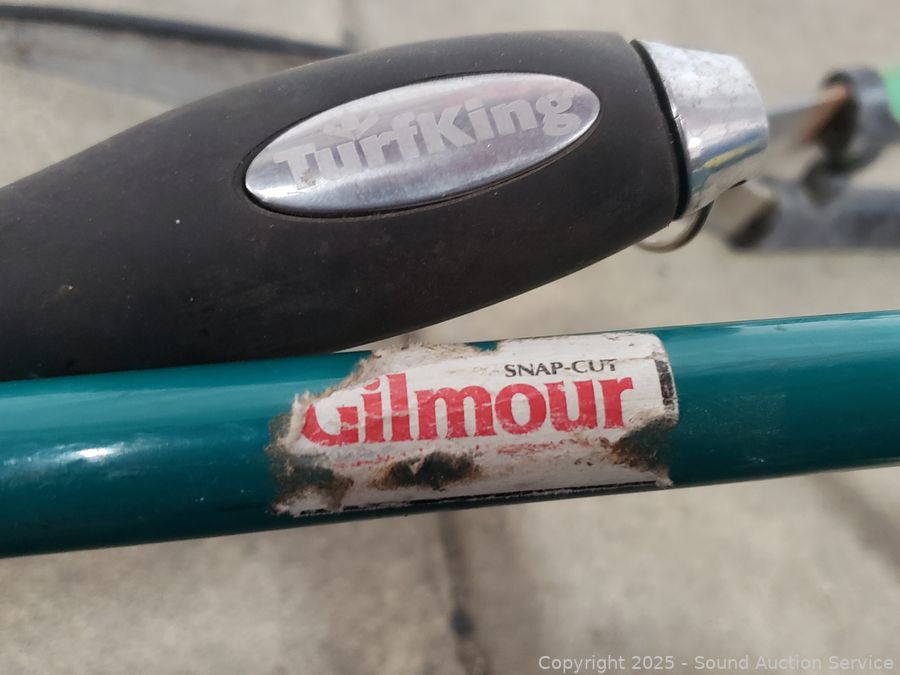 TurfKing
SNAP-CUT
Gilmour
Copyright © 2025 - Sound Auction Service